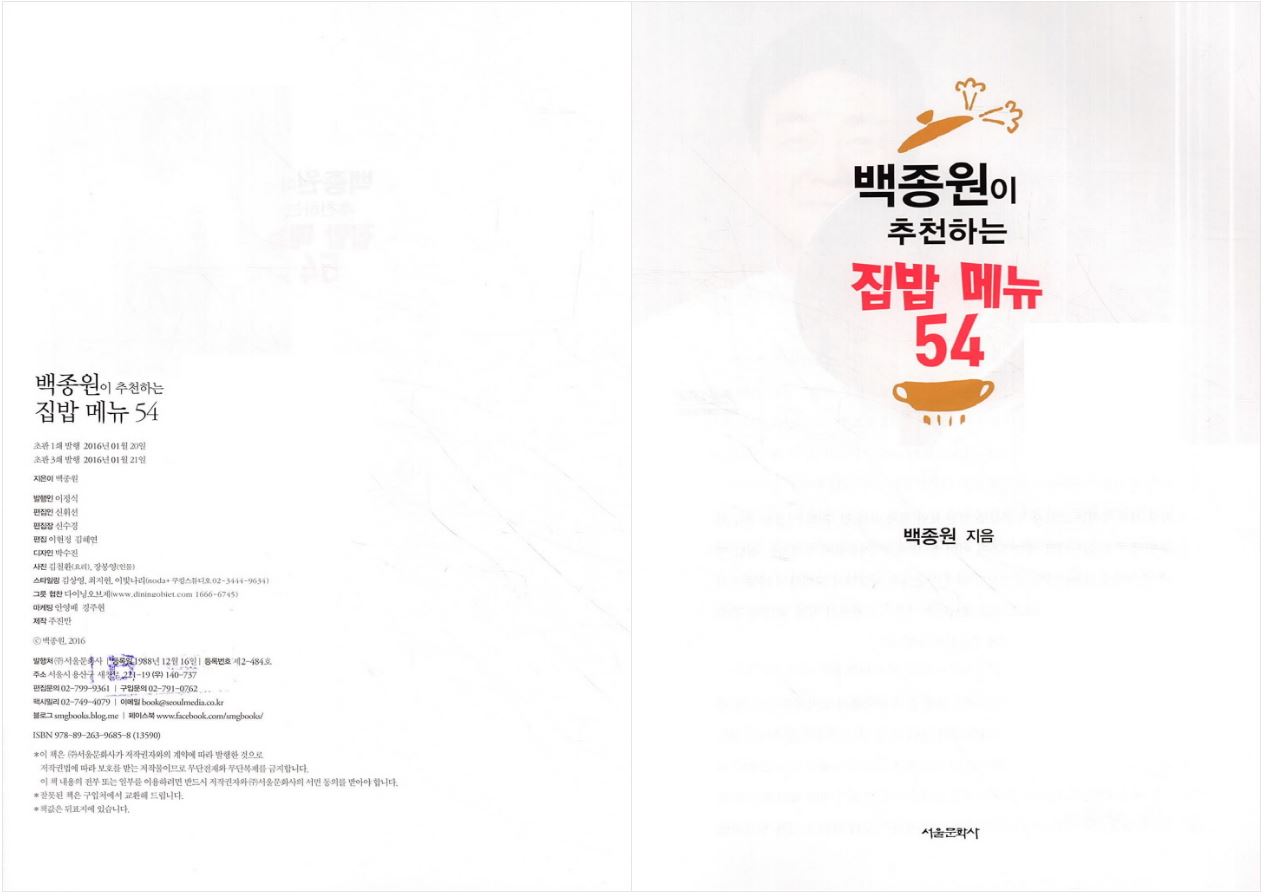 백종원이 추천하는
집밥 메뉴 54
초판 1쇄 발행 2016년 01월 20일
초판 3쇄 발행 2016년 01월 21일
지은이 백종원
발행인 이정식
편집인 신휘선
편집장 신수경
편집 이현정 김혜연
디자인 박수진
사진 김철환(요리), 장봉영(인물)
스타일링 김상영, 최지현, 이빛나리(noda+ 쿠킹스튜디오 02-3444-9634)
그릇 협찬 다이닝오브제(www.diningobjet.com 1666-6745)
마케팅 안영배 경주현
제작 주진만
ⓒ 백종원, 2016
발행처 ㈜서울문화사 | 등록일 1988년 12월 16일 | 등록번호 제2-484호
주소 서울시 용산구 221-19 (우) 140-737
편집문의 02-799-9361 | 구입문의 02-791-0762
팩시밀리 02-749-4079 | 이메일 book@seoulmedia.co.kr
블로그 smgbooks.blog.me | 페이스북 www.facebook.com/smgbooks/
ISBN 978-89-263-9685-8 (13590)
*이 책은 ㈜서울문화사가 저작권자와의 계약에 따라 발행한 것으로
저작권법에 따라 보호를 받는 저작물이므로 무단전재와 무단복제를 금지합니다.
이 책 내용의 전부 또는 일부를 이용하려면 반드시 저작권자와 ㈜서울문화사의 서면 동의를 받아야 합니다.
*잘못된 책은 구입처에서 교환해 드립니다.
*책값은 뒤표지에 있습니다.
백종원이
추천하는
집밥 메뉴
54
백종원 지음
서울문화사